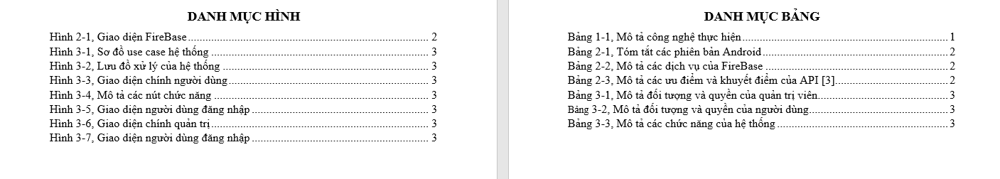 DANH MỤC HÌNH
Hình 2-1, Giao diện FireBase 2
Hình 3-1, Sơ đồ use case hệ thống 3
Hình 3-2, Lưu đồ xử lý của hệ thống 3
Hình 3-3, Giao diện chính người dùng 3
Hình 3-4, Mô tả các nút chức năng 3
Hình 3-5, Giao diện người dùng đăng nhập 3
Hình 3-6, Giao diện chính quản trị 3
Hình 3-7, Giao diện người dùng đăng nhập 3
DANH MỤC BẢNG
Bảng 1-1, Mô tả công nghệ thực hiện 1
Bảng 2-1, Tóm tắt các phiên bản Android 2
Bảng 2-2, Mô tả các dịch vụ của FireBase 2
Bảng 2-3, Mô tả các ưu điểm và khuyết điểm của API [3] 2
Bảng 3-1, Mô tả đối tượng và quyền của quản trị viên 3
Bảng 3-2, Mô tả đối tượng và quyền của người dùng 3
Bảng 3-3, Mô tả các chức năng của hệ thống 3